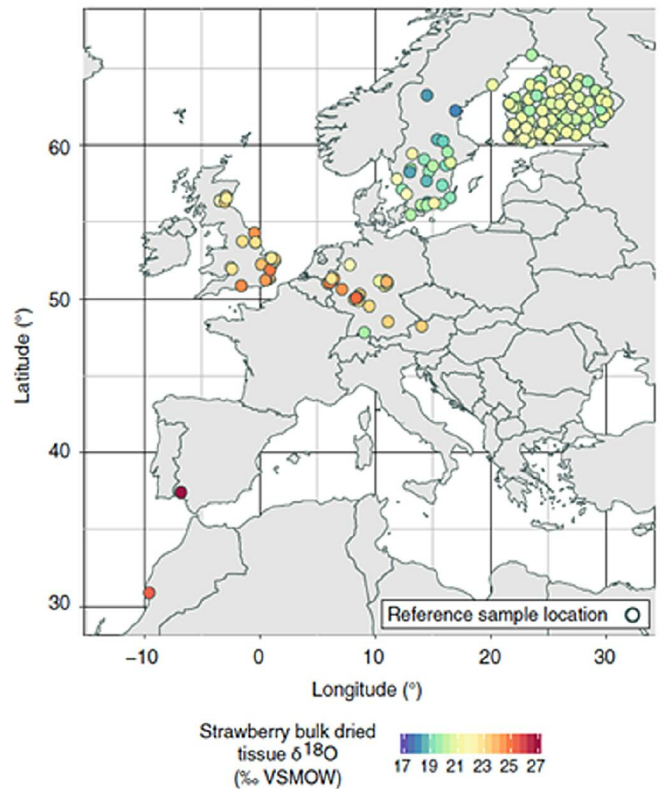 60
50
40
30
Latitude (°)
Reference sample location
−10 0 10 20 30
Longitude (°)
Strawberry bulk dried
tissue δ18O
(‰ VSMOW)
17 19 21 23 25 27